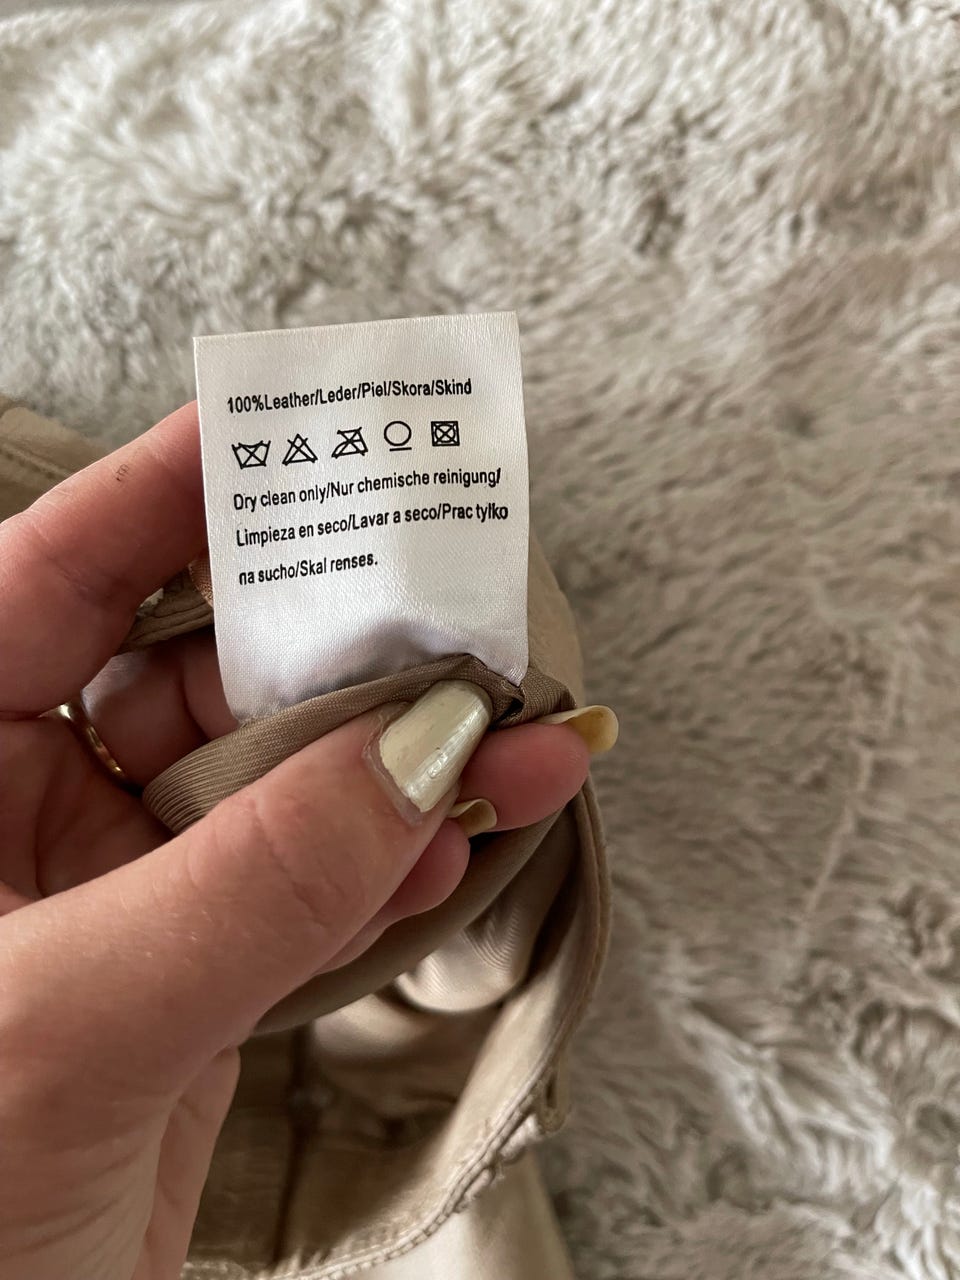 100%Leather/Leder/Piel/Skora/Skind
Dry clean only/Nur chemische reinigung/
Limpieza en seco/Lavar a seco/Prac tylko
na sucho/Skal renses.